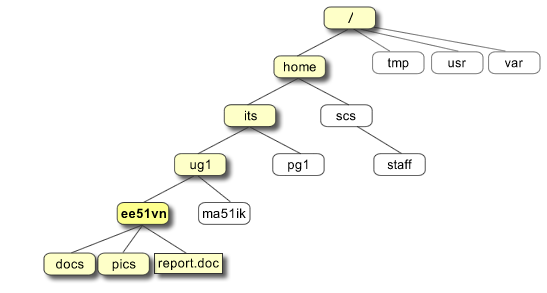 /
home
tmp
usr
var
its
scs
ug1
pg1
staff
ee51vn
ma51ik
docs
pics
report.doc